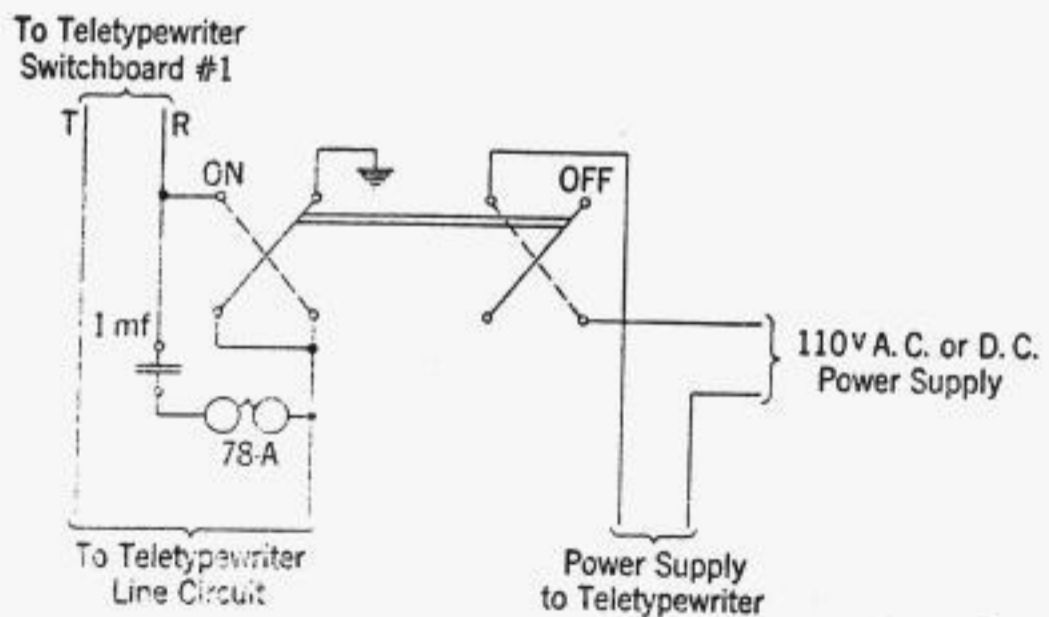 To Teletypewriter
Switchboard #1
T R
ON
OFF
1 mf
110V A. C. or D. C.
Power Supply
78-A
To Teletypewriter
Line Circuit
Power Supply
to Teletypewriter